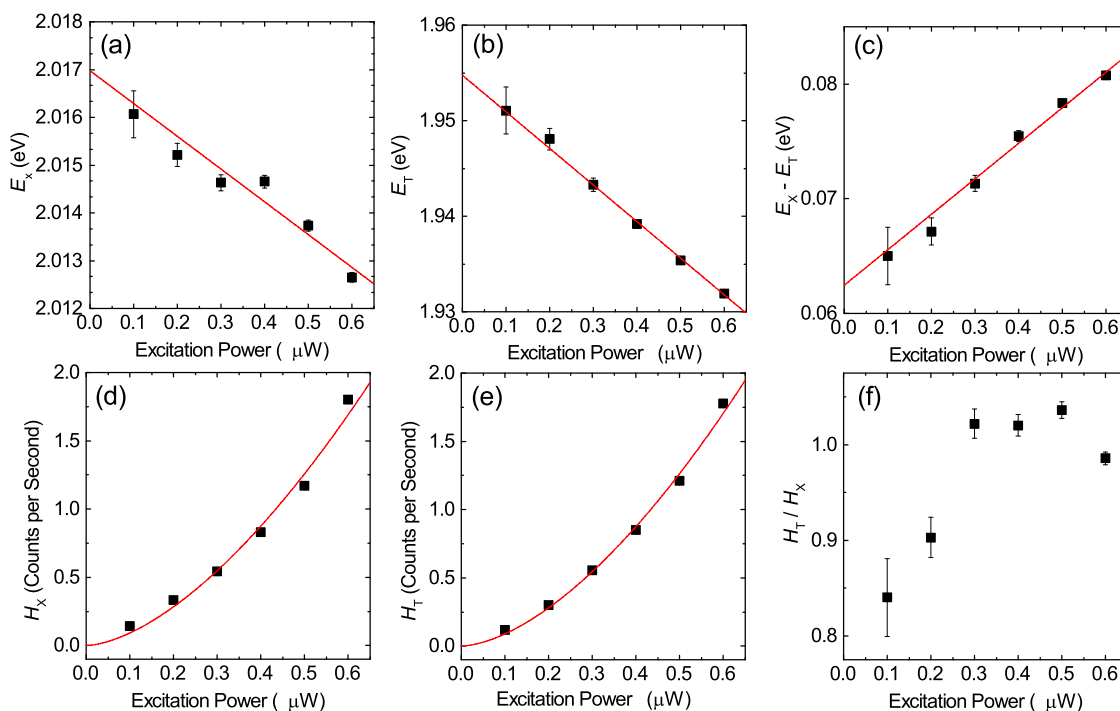 (a)
2.018
2.017
2.016
2.015
2.014
2.013
2.012
E_x (eV)
0.0 0.1 0.2 0.3 0.4 0.5 0.6
Excitation Power ( μW)
(b)
1.96
1.95
1.94
1.93
E_T (eV)
0.0 0.1 0.2 0.3 0.4 0.5 0.6
Excitation Power (μW)
(c)
0.08
0.07
0.06
E_X - E_T (eV)
0.0 0.1 0.2 0.3 0.4 0.5 0.6
Excitation Power ( μW)
(d)
2.0
1.5
1.0
0.5
0.0
H_X (Counts per Second)
0.0 0.1 0.2 0.3 0.4 0.5 0.6
Excitation Power ( μW)
(e)
2.0
1.5
1.0
0.5
0.0
H_T (Counts per Second)
0.0 0.1 0.2 0.3 0.4 0.5 0.6
Excitation Power (μW)
(f)
1.0
0.9
0.8
H_T / H_X
0.0 0.1 0.2 0.3 0.4 0.5 0.6
Excitation Power ( μW)